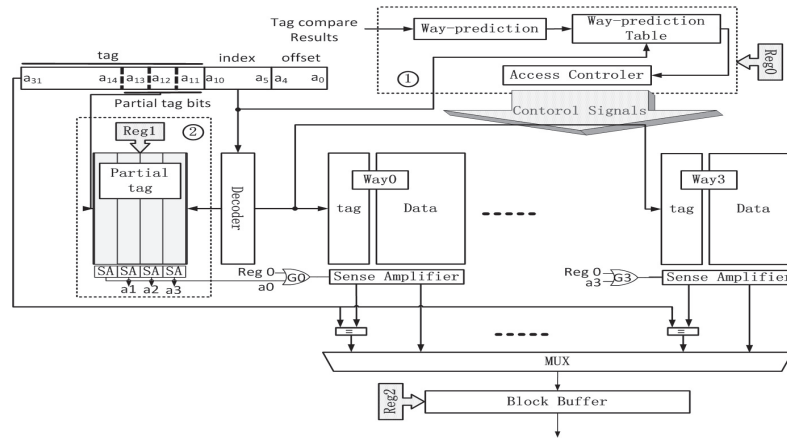 Tag compare
Results
Way-prediction
Way-prediction
Table
Access Controler
①
Reg0
Contorol Signals
tag
index
offset
a31
a14
a13
a12
a11
a10
a5
a4
a0
Partial tag bits
②
Reg1
Partial
tag
SA
SA
SA
SA
a1
a2
a3
Decoder
Way0
tag
Data
Way3
tag
Data
Reg 0
a0
G0
Sense Amplifier
Reg 0
a3
G3
Sense Amplifier
=
=
MUX
Reg2
Block Buffer